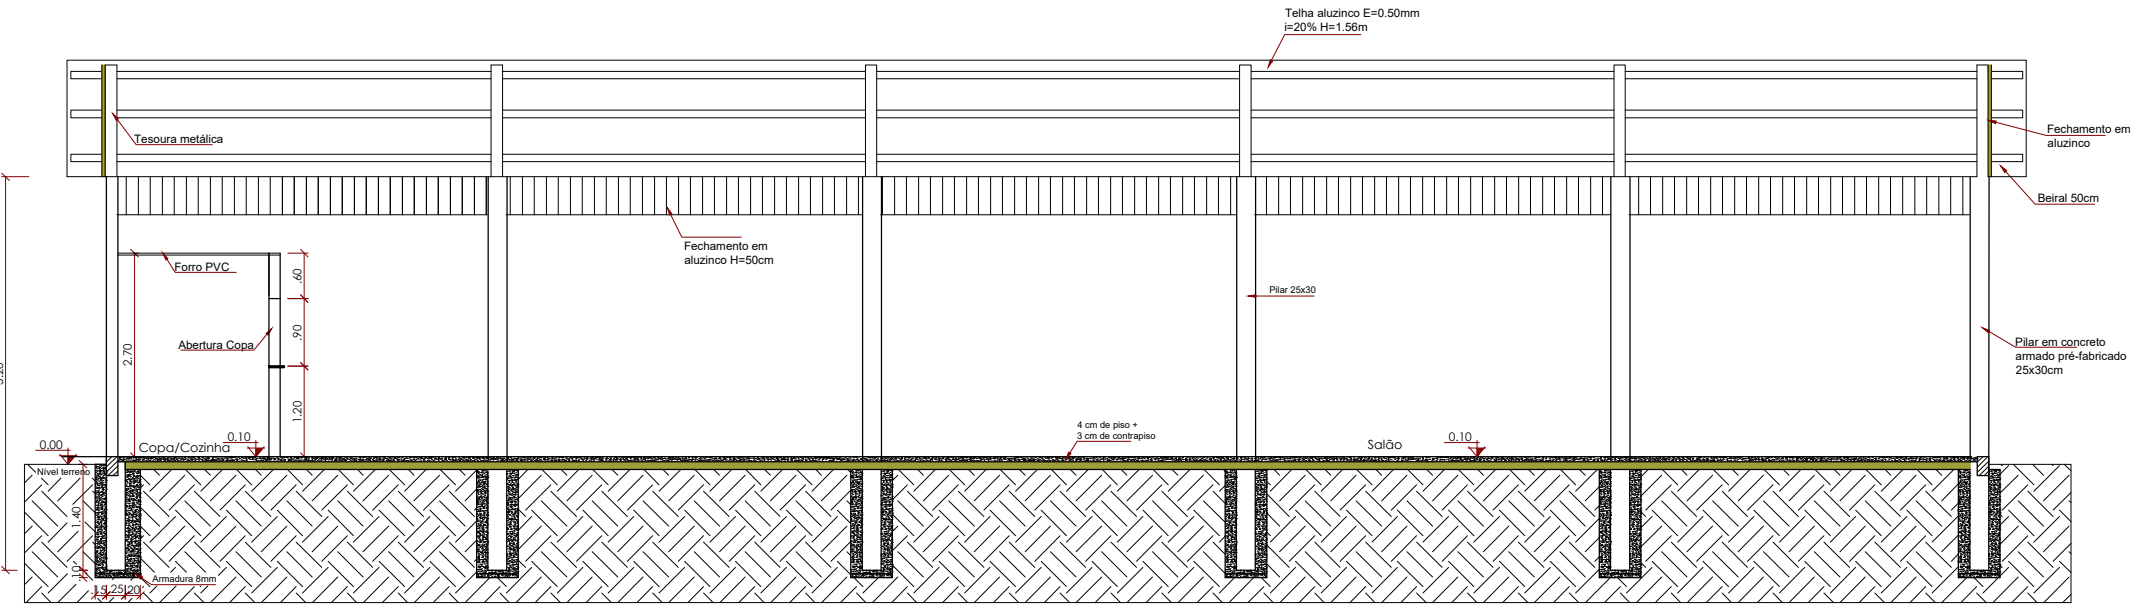 Telha aluzinco E=0.50mm
i=20% H=1.56m
Tesoura metálica
Fechamento em
aluzinco
Beiral 50cm
Fechamento em
aluzinco H=50cm
Forro PVC
.60
Pilar 25x30
.90
Abertura Copa
2.70
Pilar em concreto
armado pré-fabricado
25x30cm
1.20
4 cm de piso +
3 cm de contrapiso
0.00
Copa/Cozinha
0.10
Salão
0.10
Nível terreno
1.40
.10
Armadura 8mm
.15
.25
.20